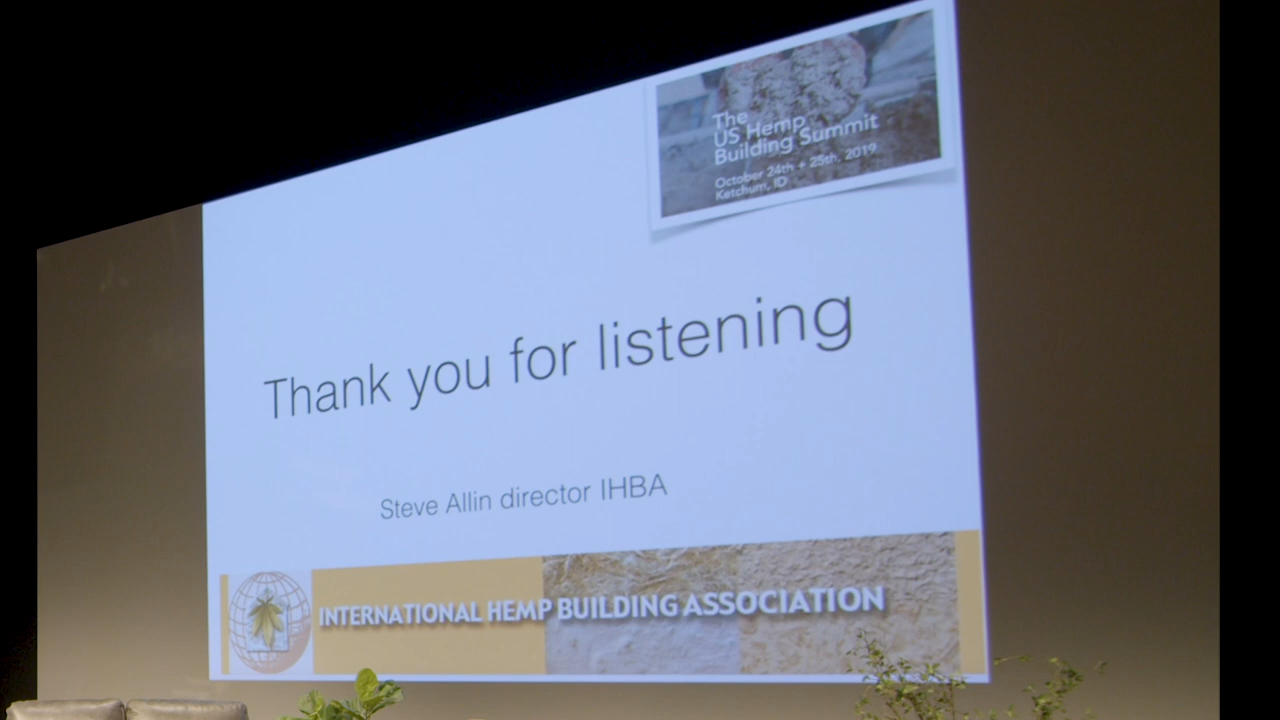 The
US Hemp
Building Summit
October 24th + 25th, 2019
Ketchum, ID
Thank you for listening
Steve Allin director IHBA
INTERNATIONAL HEMP BUILDING ASSOCIATION